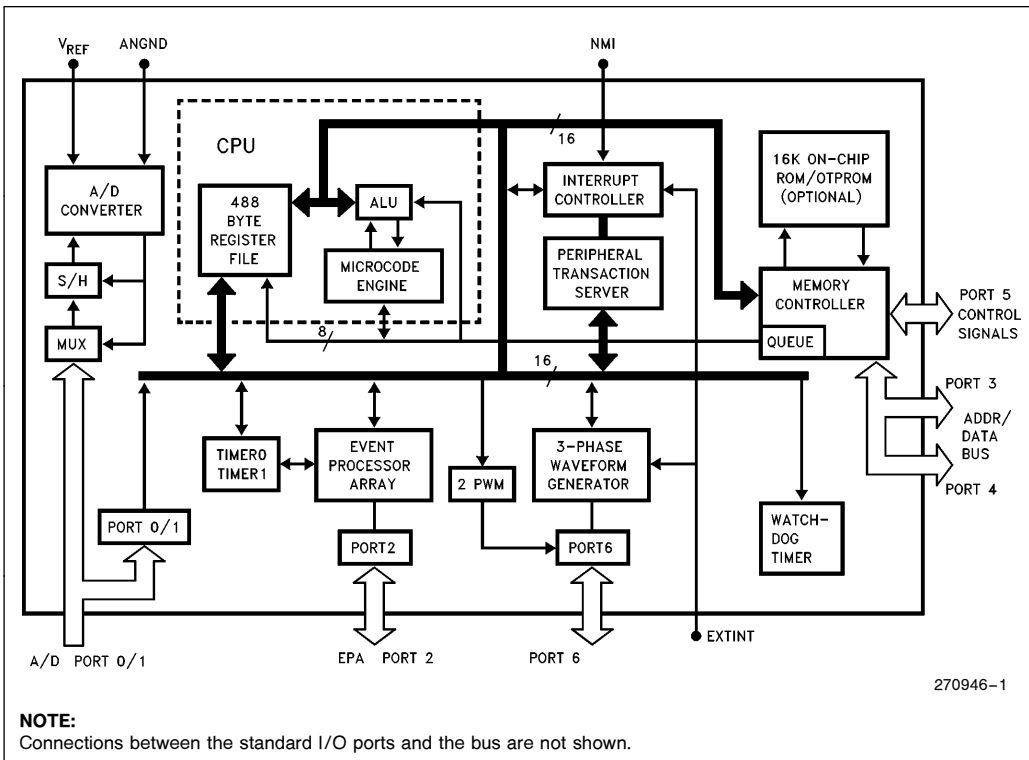 VREF
ANGND
NMI
CPU
16
A/D
CONVERTER
488
BYTE
REGISTER
FILE
ALU
INTERRUPT
CONTROLLER
16K ON-CHIP
ROM/OTPROM
(OPTIONAL)
S/H
MICROCODE
ENGINE
PERIPHERAL
TRANSACTION
SERVER
MEMORY
CONTROLLER
PORT 5
CONTROL
SIGNALS
MUX
8
QUEUE
16
PORT 3
ADDR/
DATA
BUS
PORT 4
TIMER0
TIMER1
EVENT
PROCESSOR
ARRAY
2 PWM
3-PHASE
WAVEFORM
GENERATOR
PORT 0/1
PORT2
PORT6
WATCH-
DOG
TIMER
EXTINT
A/D PORT 0/1
EPA PORT 2
PORT 6
270946-1
NOTE:
Connections between the standard I/O ports and the bus are not shown.